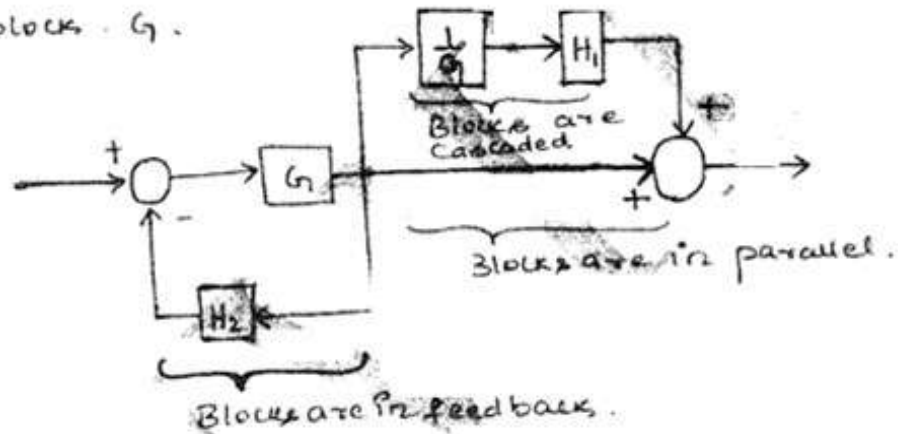 block. G.
1/G
H1
+
Blocks are
Cascaded
+
G
+
-
Blocks are in parallel.
H2
Blocks are in feedback.